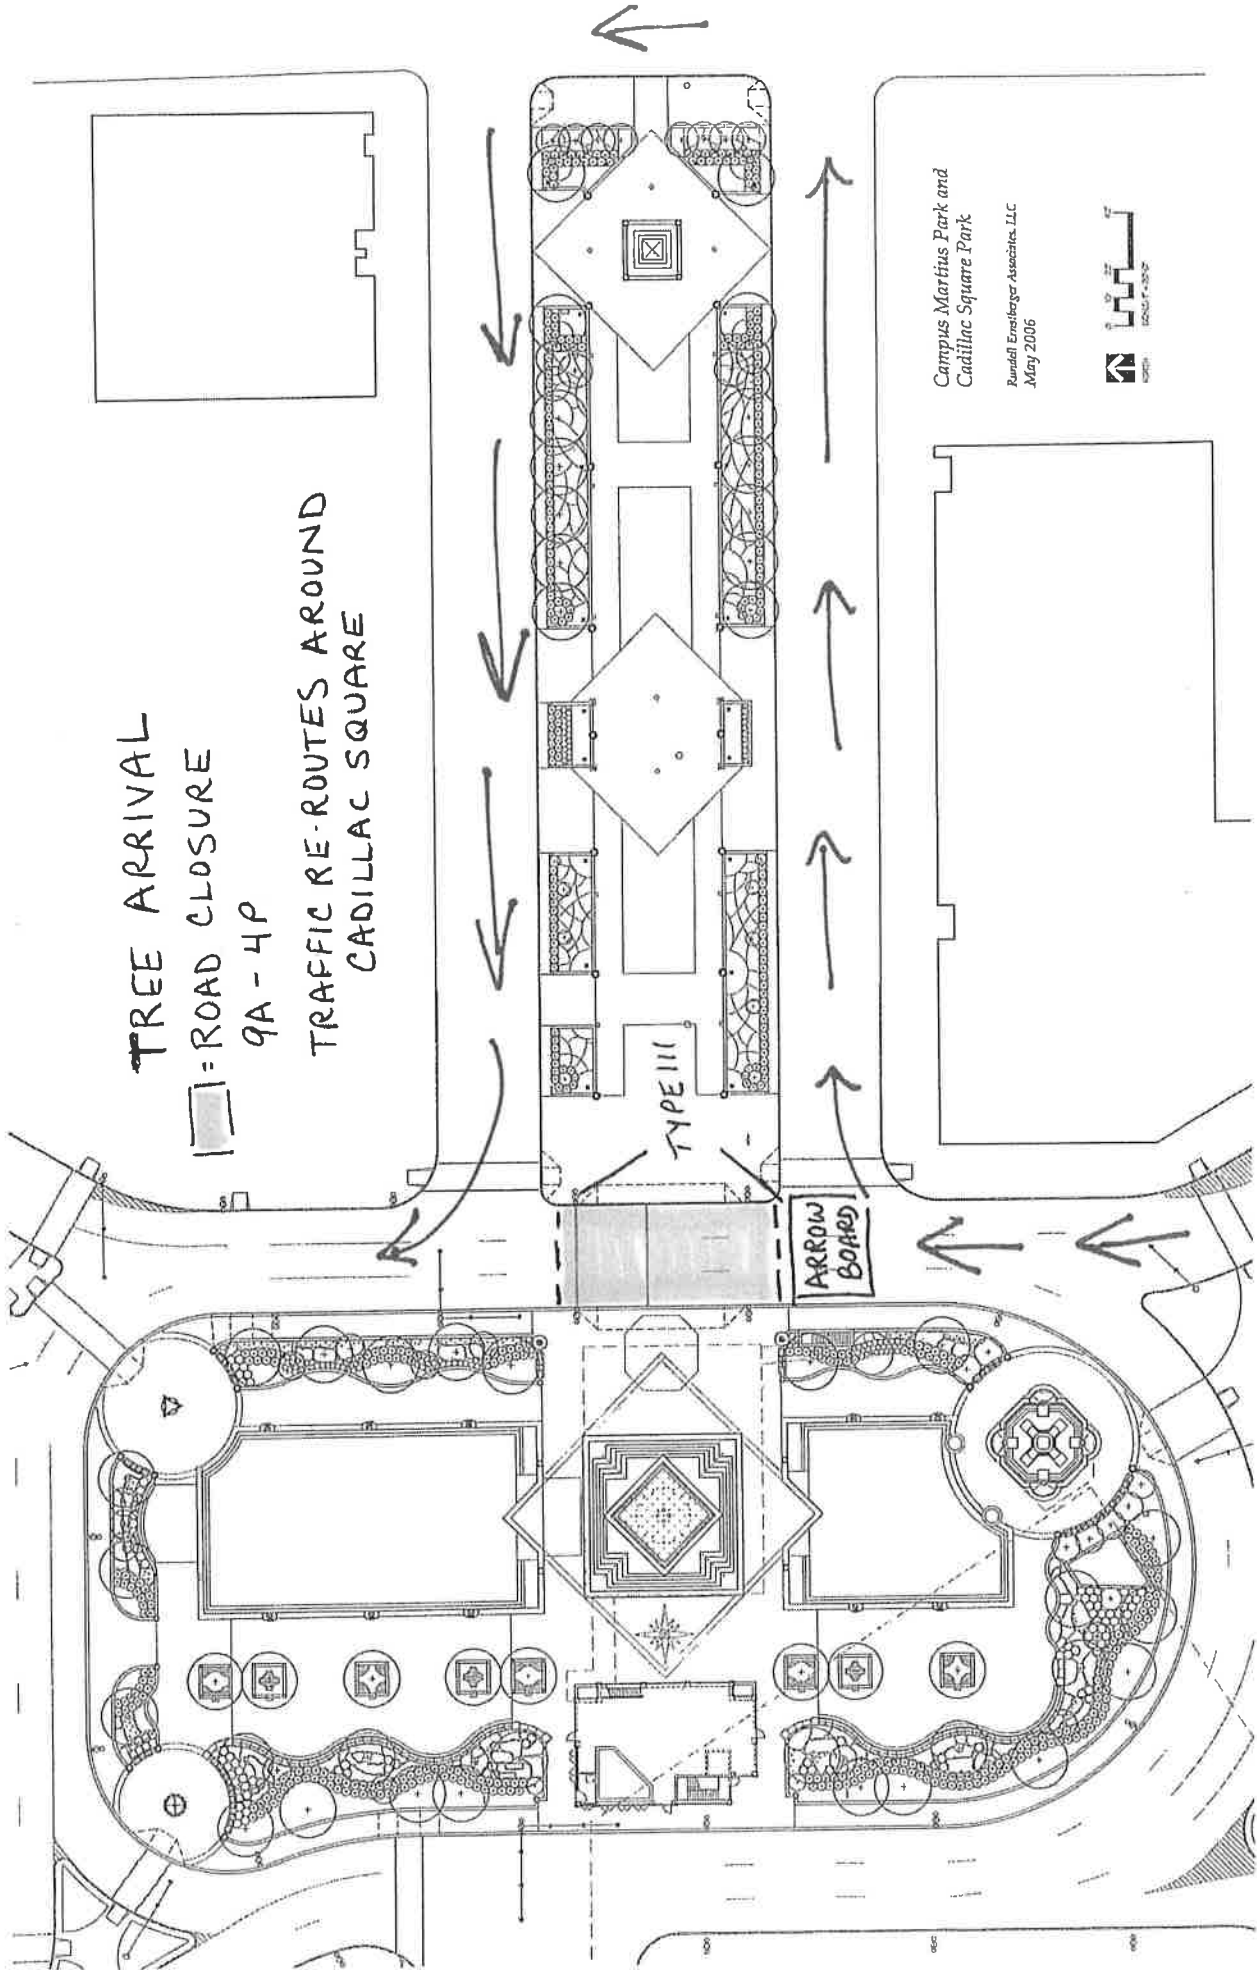 TREE ARRIVAL
= ROAD CLOSURE
9A - 4P
TRAFFIC RE-ROUTES AROUND
CADILLAC SQUARE
TYPE III
ARROW
BOARD
Campus Martius Park and
Cadillac Square Park
Rundell Ernstberger Associates, LLC
May 2006
NORTH